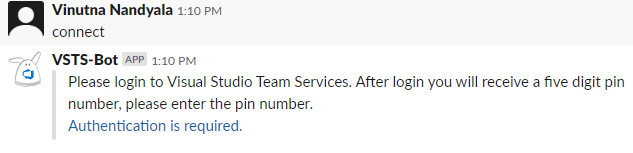 Vinutna Nandyala 1:10 PM
connect
VSTS-Bot APP 1:10 PM
Please login to Visual Studio Team Services. After login you will receive a five digit pin
number, please enter the pin number.
Authentication is required.